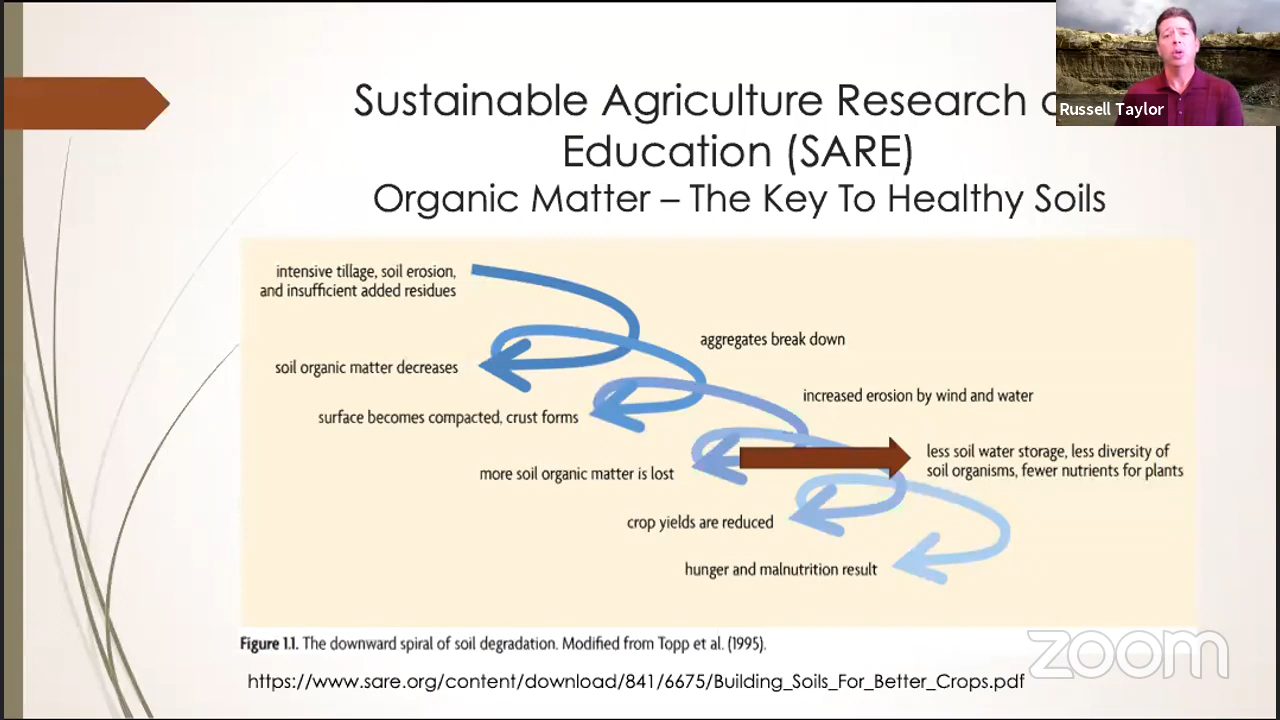 Sustainable Agriculture Research
Education (SARE)
Organic Matter – The Key To Healthy Soils
Russell Taylor
intensive tillage, soil erosion,
and insufficient added residues
aggregates break down
soil organic matter decreases
increased erosion by wind and water
surface becomes compacted, crust forms
less soil water storage, less diversity of
soil organisms, fewer nutrients for plants
more soil organic matter is lost
crop yields are reduced
hunger and malnutrition result
Figure 1.1. The downward spiral of soil degradation. Modified from Topp et al. (1995).
https://www.sare.org/content/download/841/6675/Building_Soils_For_Better_Crops.pdf
zoom